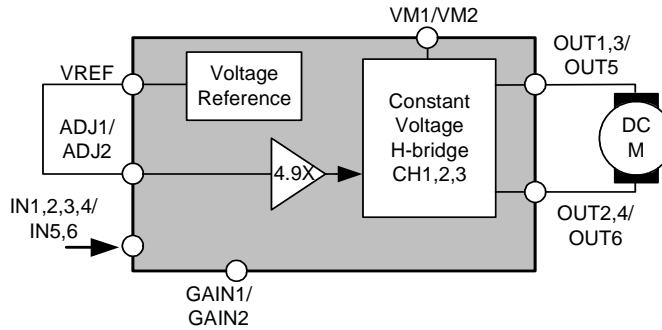 VM1/VM2
OUT1,3/
OUT5
VREF
Voltage
Reference
Constant
Voltage
H-bridge
CH1,2,3
DC
M
ADJ1/
ADJ2
4.9X
IN1,2,3,4/
IN5,6
OUT2,4/
OUT6
GAIN1/
GAIN2